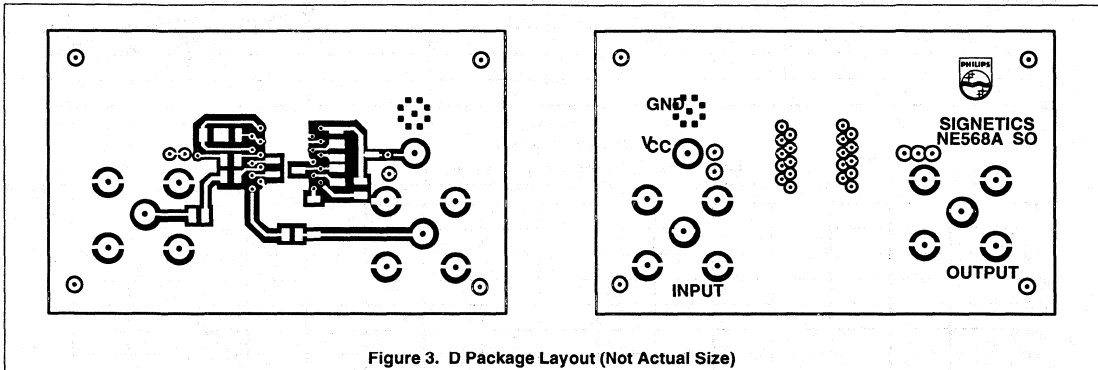 PHILIPS
GND
SIGNETICS
NE568A SO
VCC
INPUT
OUTPUT
Figure 3. D Package Layout (Not Actual Size)